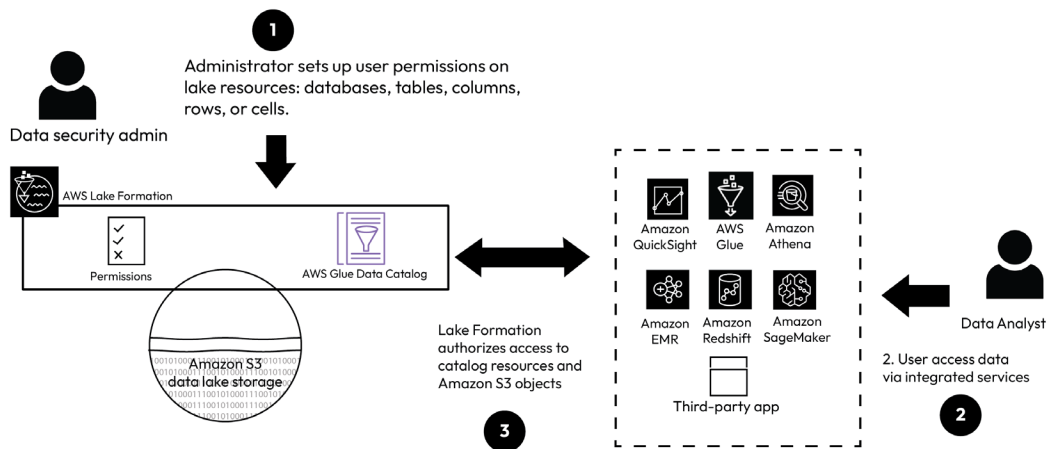 1
Administrator sets up user permissions on
lake resources: databases, tables, columns,
rows, or cells.
Data security admin
AWS Lake Formation
Permissions
AWS Glue Data Catalog
Amazon S3
data lake storage
Lake Formation
authorizes access to
catalog resources and
Amazon S3 objects
3
Amazon
QuickSight
AWS
Glue
Amazon
Athena
Amazon
EMR
Amazon
Redshift
Amazon
SageMaker
Third-party app
Data Analyst
2. User access data
via integrated services
2